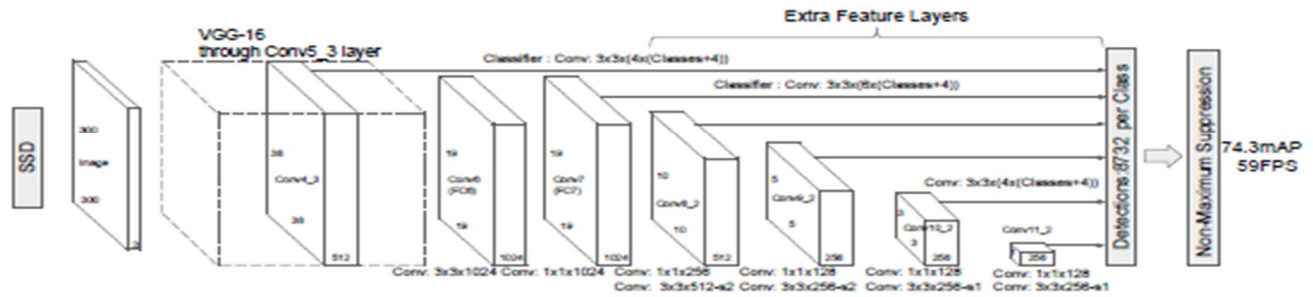 Extra Feature Layers
VGG-16
through Conv5_3 layer
Classifier : Conv: 3x3x(4x(Classes+4))
Classifier : Conv: 3x3x(6x(Classes+4))
SSD
300
Image
300
3
38
Conv4_3
38
512
19
Conv6
(FC6)
19
1024
19
Conv7
(FC7)
19
1024
10
Conv8_2
10
512
5
Conv9_2
5
256
Conv: 3x3x(4x(Classes+4))
3
Conv10_2
3
256
Conv11_2
256
Detections:8732 per Class
Non-Maximum Suppression
74.3mAP
59FPS
Conv: 3x3x1024
Conv: 1x1x1024
Conv: 1x1x256
Conv: 3x3x512-s2
Conv: 1x1x128
Conv: 3x3x256-s2
Conv: 1x1x128
Conv: 3x3x256-s1
Conv: 1x1x128
Conv: 3x3x256-s1